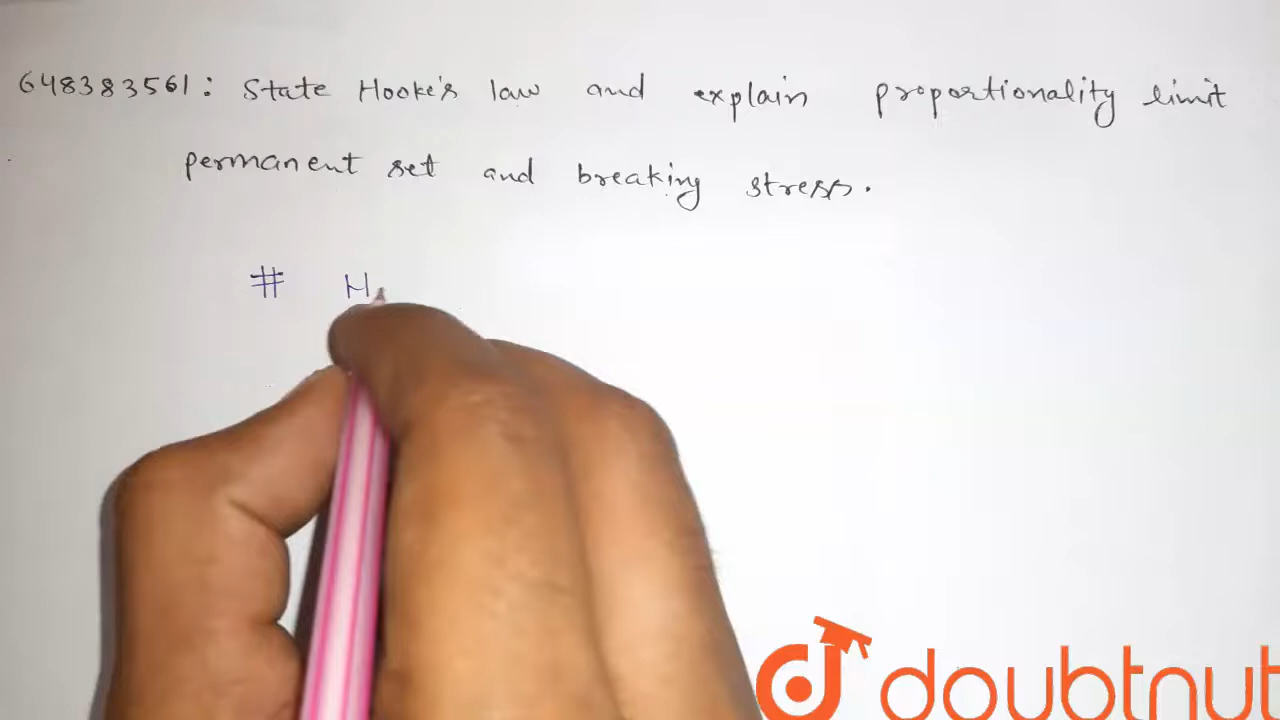 648383561: State Hooke's law and explain proportionality limit
permanent set and breaking stress.
# H
doubtnut